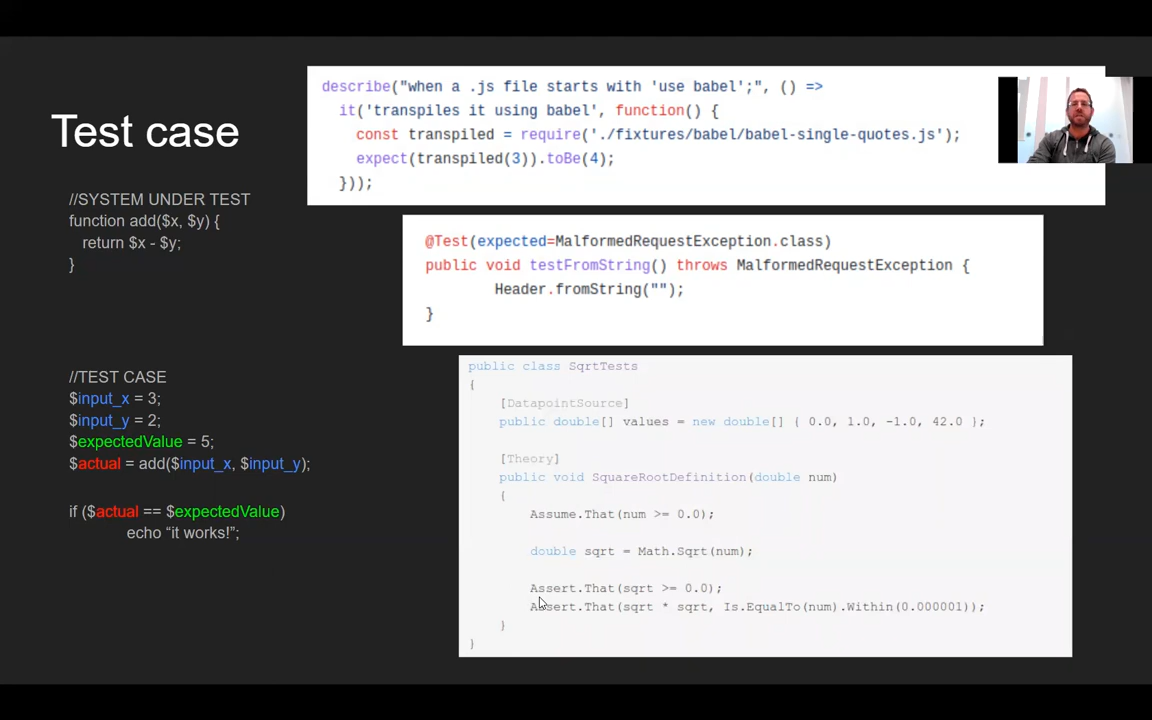 Test case
//SYSTEM UNDER TEST
function add($x, $y) {
return $x - $y;
}
//TEST CASE
$input_x = 3;
$input_y = 2;
$expectedValue = 5;
$actual = add($input_x, $input_y);
if ($actual == $expectedValue)
echo “it works!”;
describe("when a .js file starts with 'use babel';", () =>
it('transpiles it using babel', function() {
const transpiled = require('./fixtures/babel/babel-single-quotes.js');
expect(transpiled(3)).toBe(4);
}));
@Test(expected=MalformedRequestException.class)
public void testFromString() throws MalformedRequestException {
Header.fromString("");
}
public class SqrtTests
{
[DatapointSource]
public double[] values = new double[] { 0.0, 1.0, -1.0, 42.0 };
[Theory]
public void SquareRootDefinition(double num)
{
Assume.That(num >= 0.0);
double sqrt = Math.Sqrt(num);
Assert.That(sqrt >= 0.0);
Assert.That(sqrt * sqrt, Is.EqualTo(num).Within(0.000001));
}
}